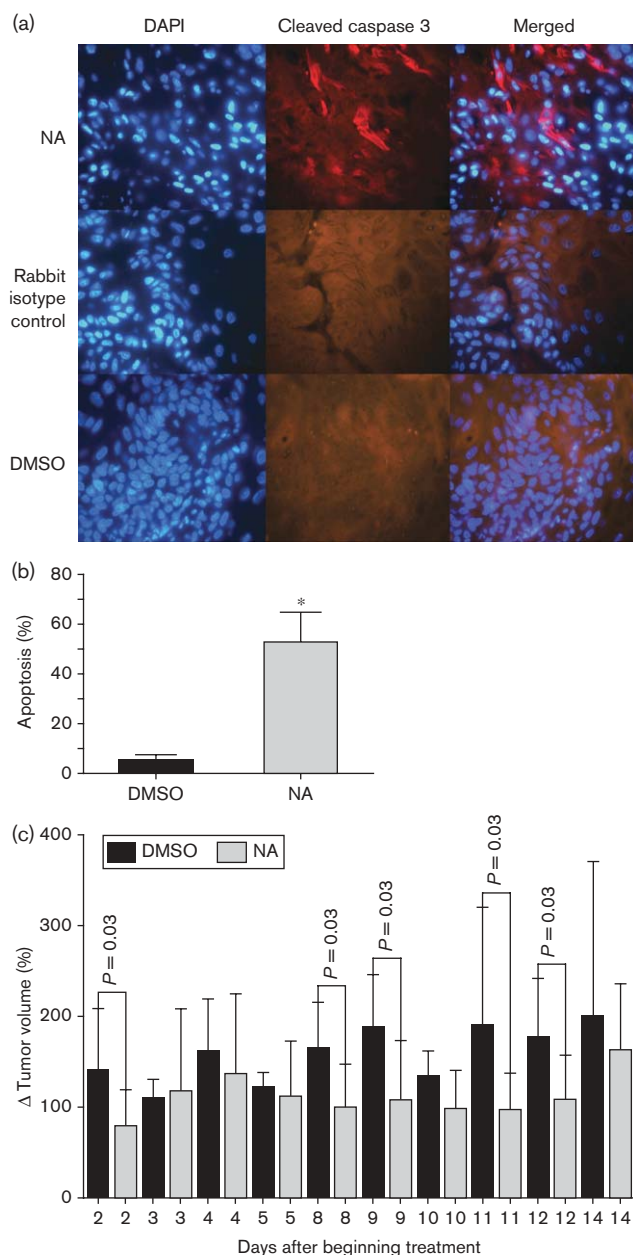 (a)
DAPI Cleaved caspase 3 Merged
NA
Rabbit
isotype
control
DMSO
(b)
80
60
40
20
0
Apoptosis (%)
*
DMSO NA
(c)
400
300
200
100
0
Δ Tumor volume (%)
DMSO NA
P = 0.03
P = 0.03
P = 0.03
P = 0.03
P = 0.03
2 2 3 3 4 4 5 5 8 8 9 9 10 10 11 11 12 12 14 14
Days after beginning treatment